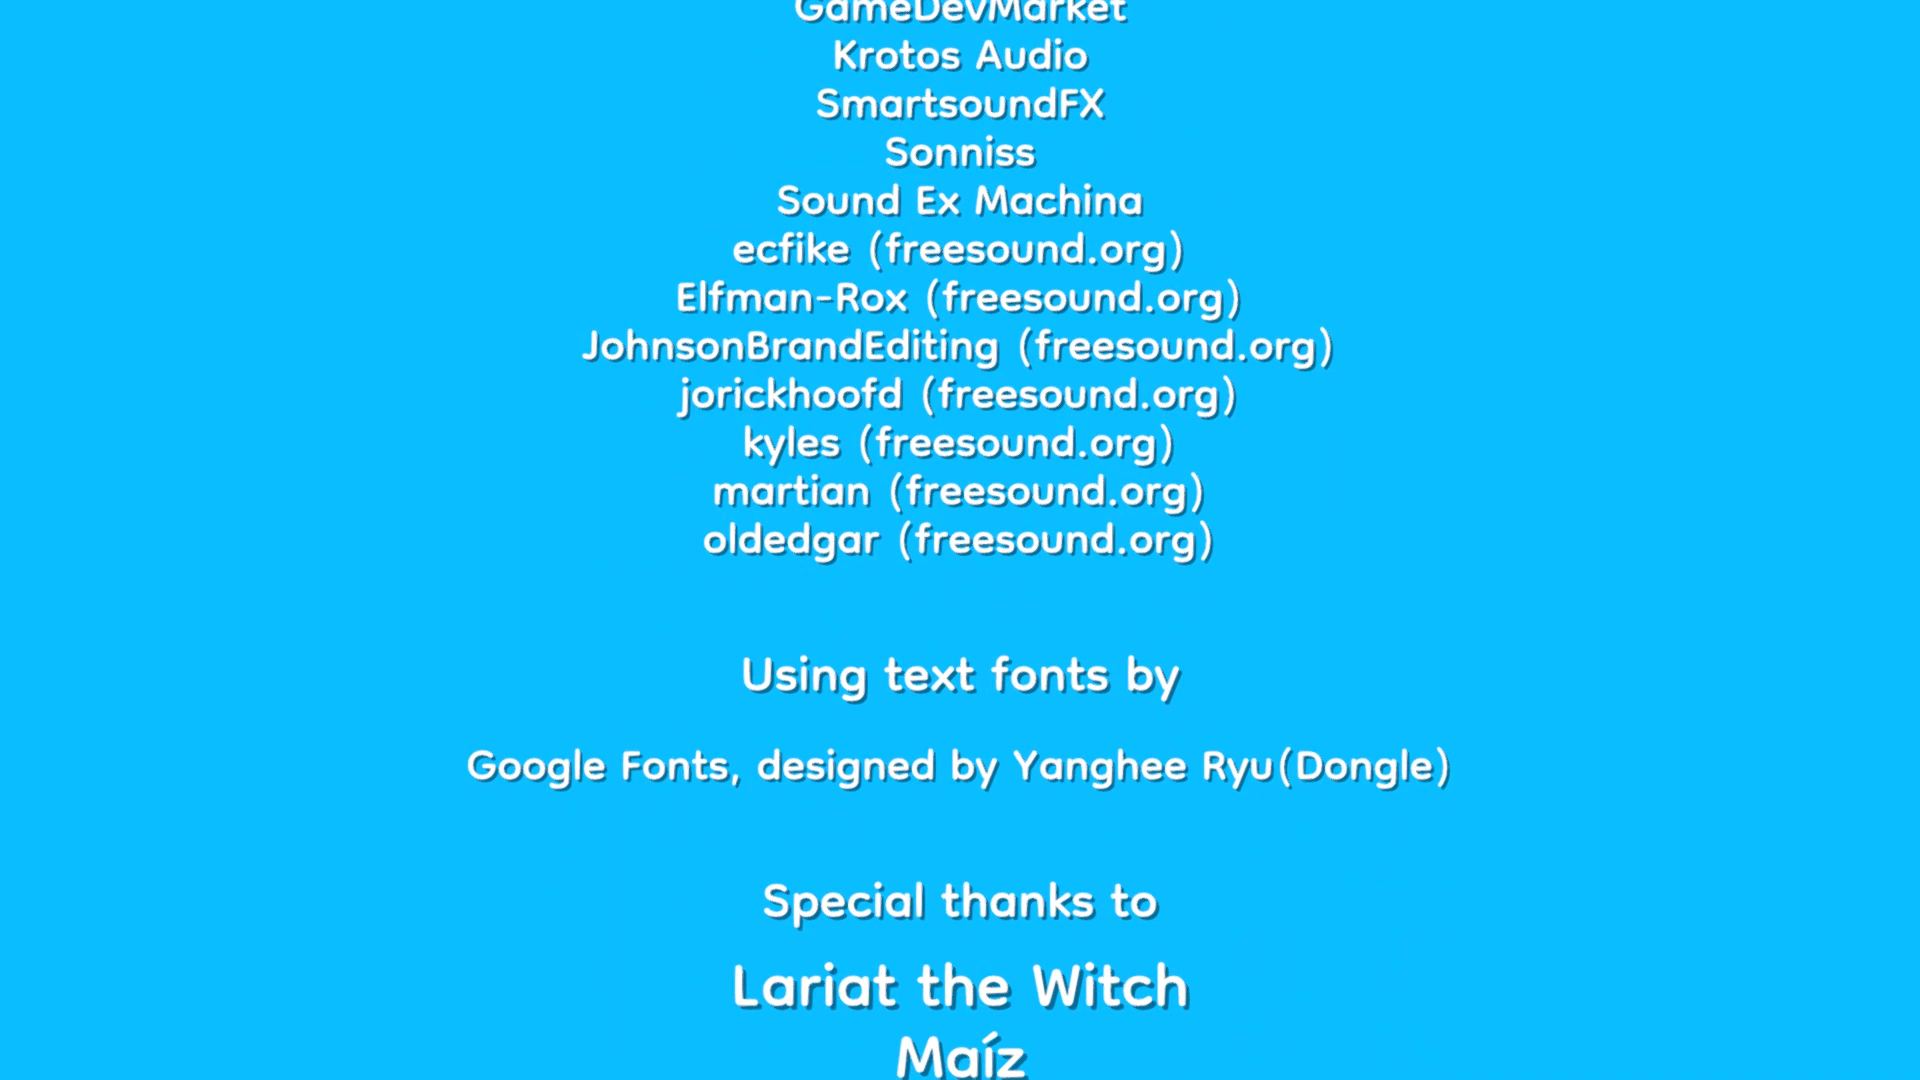 GameDevMarket
Krotos Audio
SmartsoundFX
Sonniss
Sound Ex Machina
ecfike (freesound.org)
Elfman-Rox (freesound.org)
JohnsonBrandEditing (freesound.org)
jorickhoofd (freesound.org)
kyles (freesound.org)
martian (freesound.org)
oldedgar (freesound.org)
Using text fonts by
Google Fonts, designed by Yanghee Ryu(Dongle)
Special thanks to
Lariat the Witch
Maíz